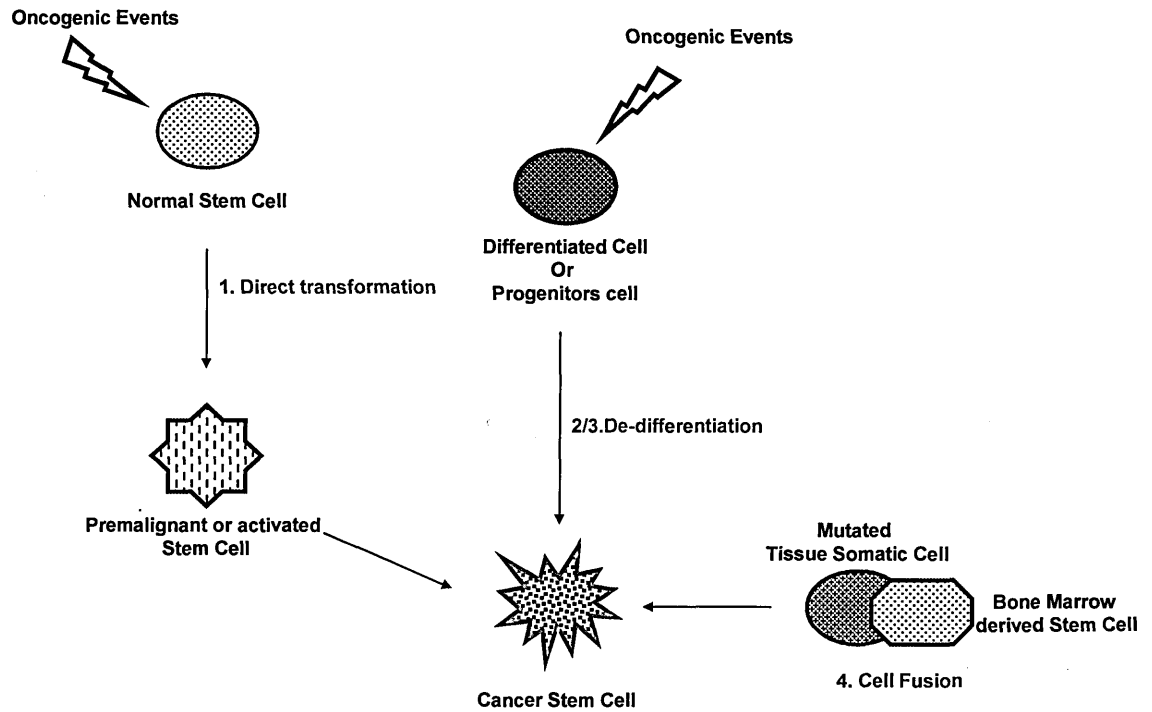 Oncogenic Events
Oncogenic Events
Normal Stem Cell
Differentiated Cell
Or
Progenitors cell
1. Direct transformation
2/3.De-differentiation
Premalignant or activated
Stem Cell
Mutated
Tissue Somatic Cell
Bone Marrow
derived Stem Cell
4. Cell Fusion
Cancer Stem Cell